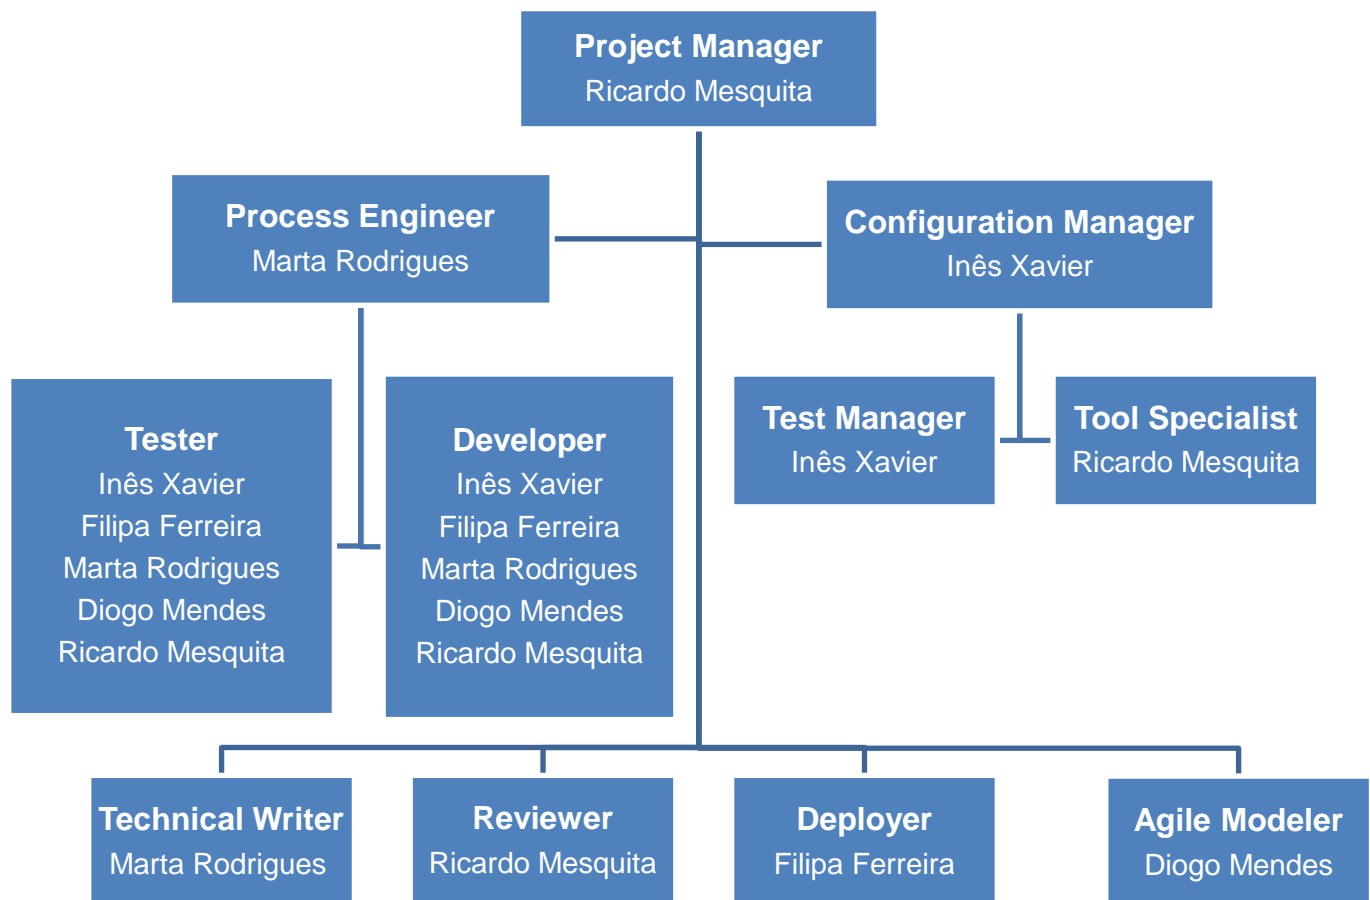 Project Manager
Ricardo Mesquita
Process Engineer
Marta Rodrigues
Configuration Manager
Inês Xavier
Tester
Inês Xavier
Filipa Ferreira
Marta Rodrigues
Diogo Mendes
Ricardo Mesquita
Developer
Inês Xavier
Filipa Ferreira
Marta Rodrigues
Diogo Mendes
Ricardo Mesquita
Test Manager
Inês Xavier
Tool Specialist
Ricardo Mesquita
Technical Writer
Marta Rodrigues
Reviewer
Ricardo Mesquita
Deployer
Filipa Ferreira
Agile Modeler
Diogo Mendes